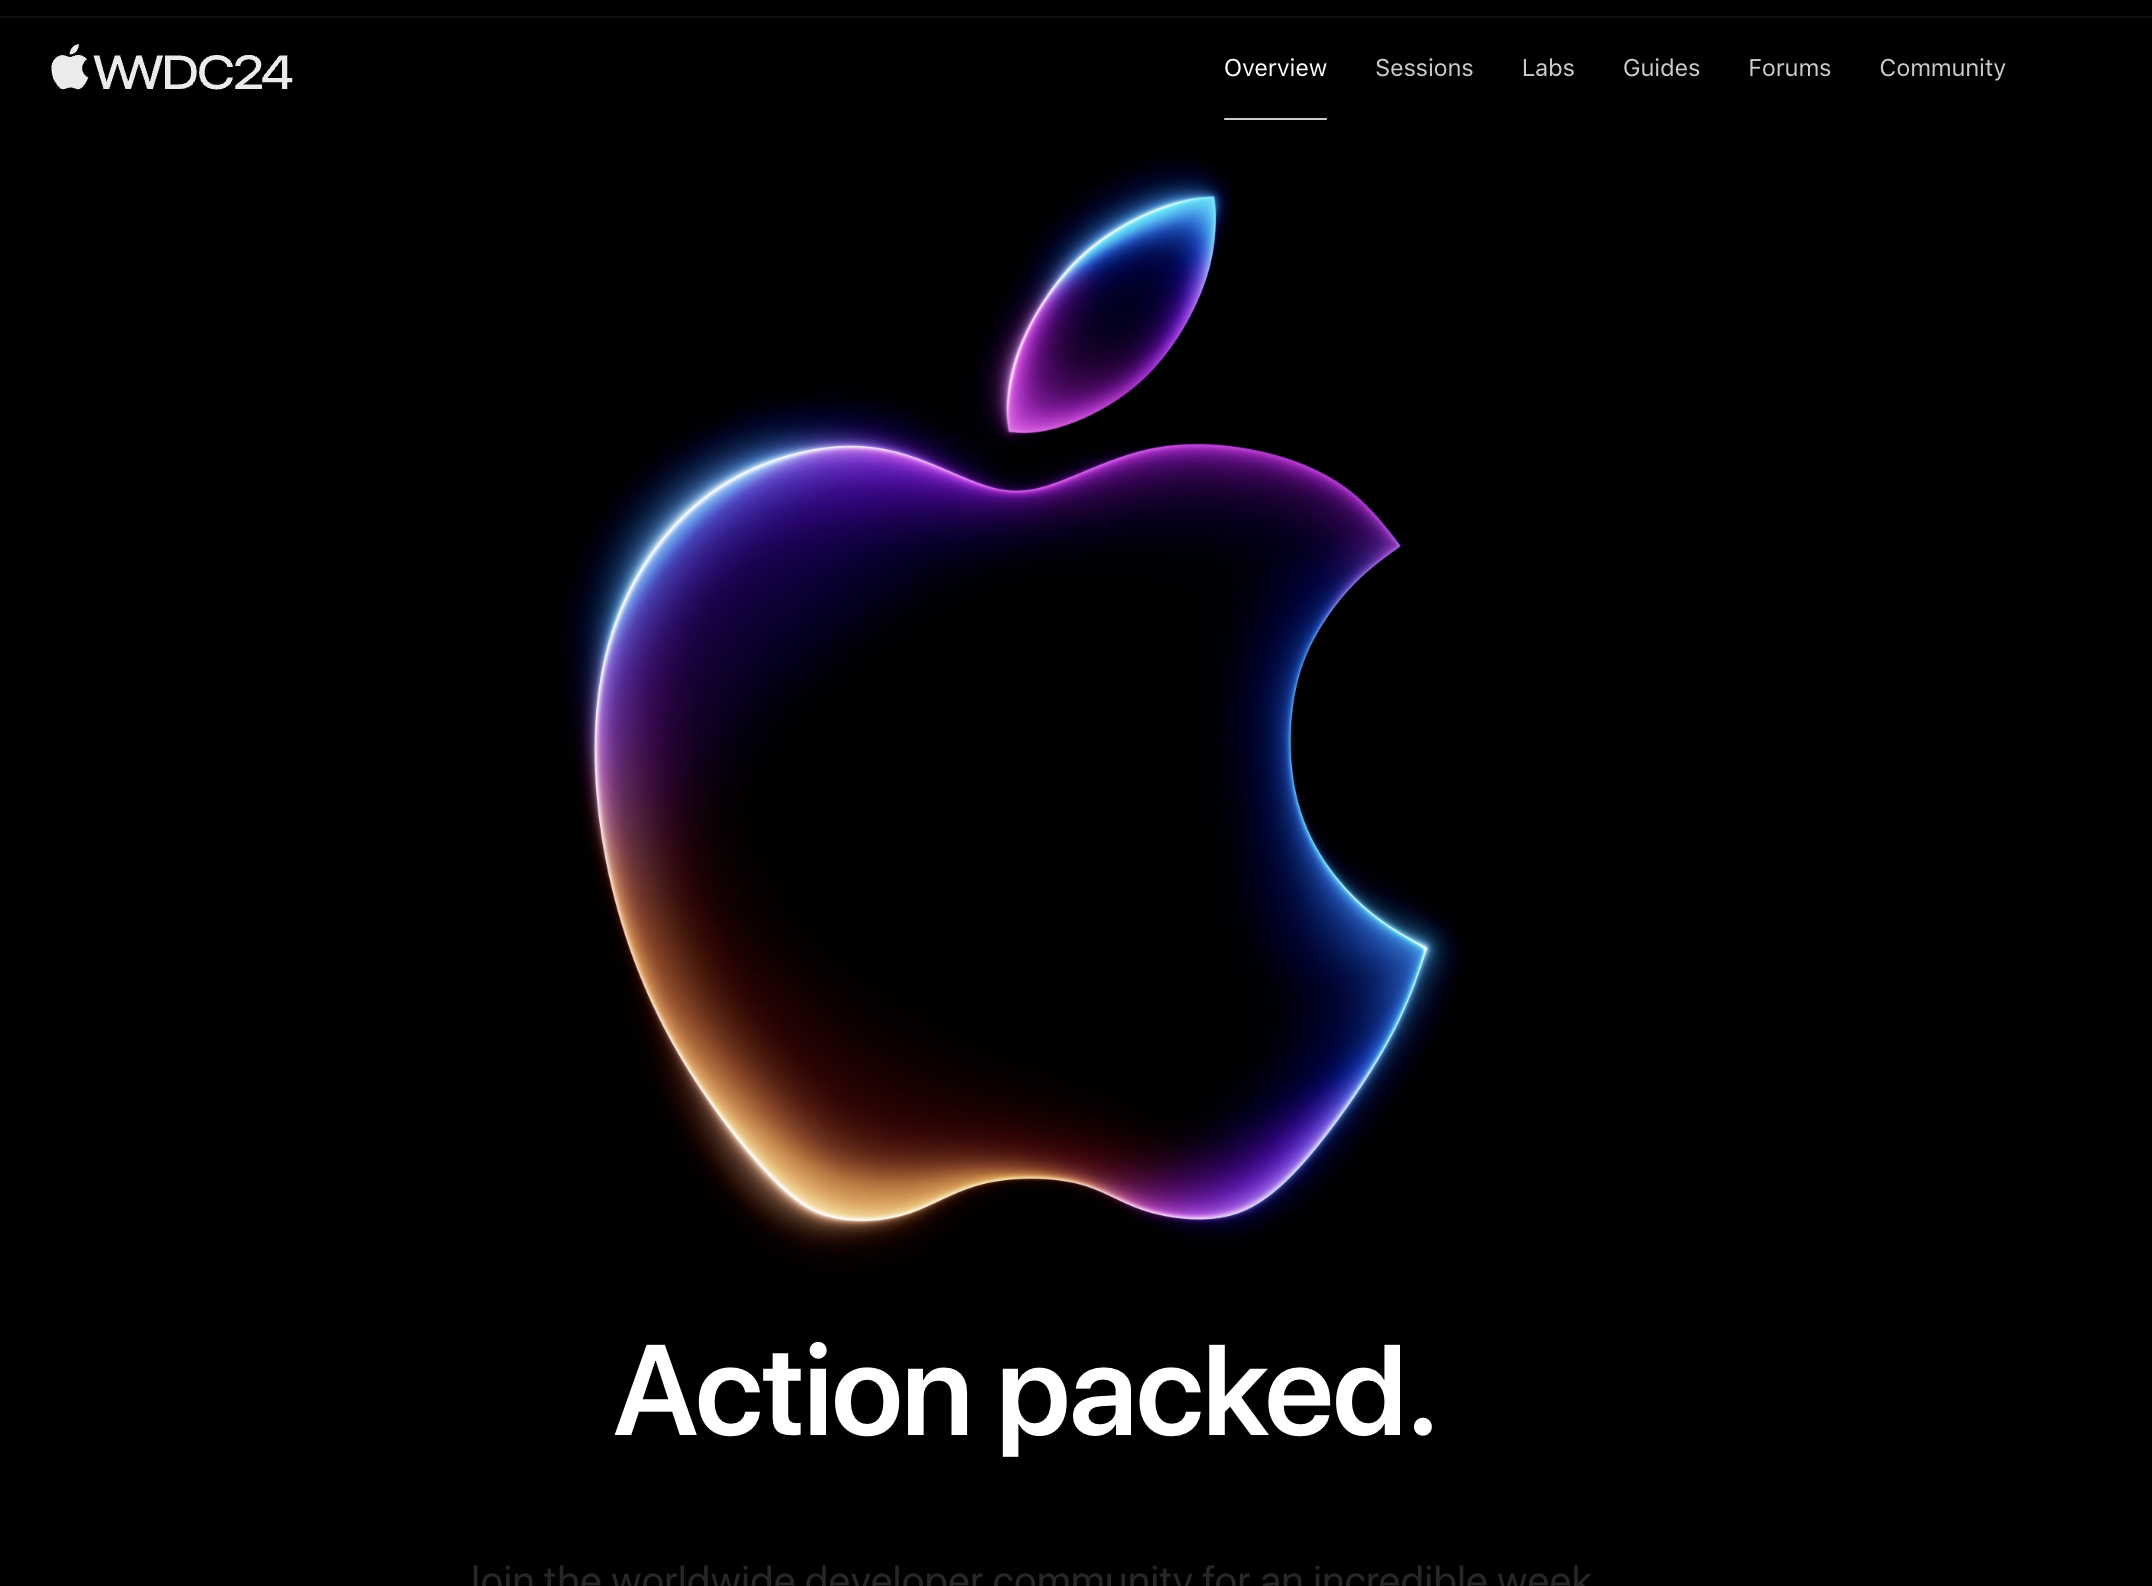 WWDC24
Overview Sessions Labs Guides Forums Community
Action packed.
Join the worldwide developer community for an incredible week